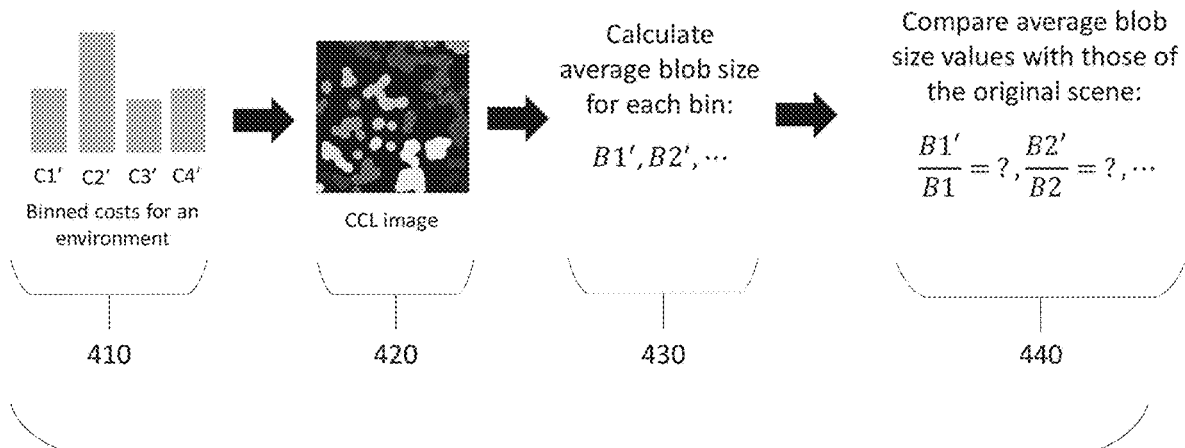 C1' C2' C3' C4'
Binned costs for an
environment
410
CCL image
420
Calculate
average blob size
for each bin:
B1', B2', ⋯
430
Compare average blob
size values with those of
the original scene:
B1'/B1 = ?, B2'/B2 = ?, ⋯
440